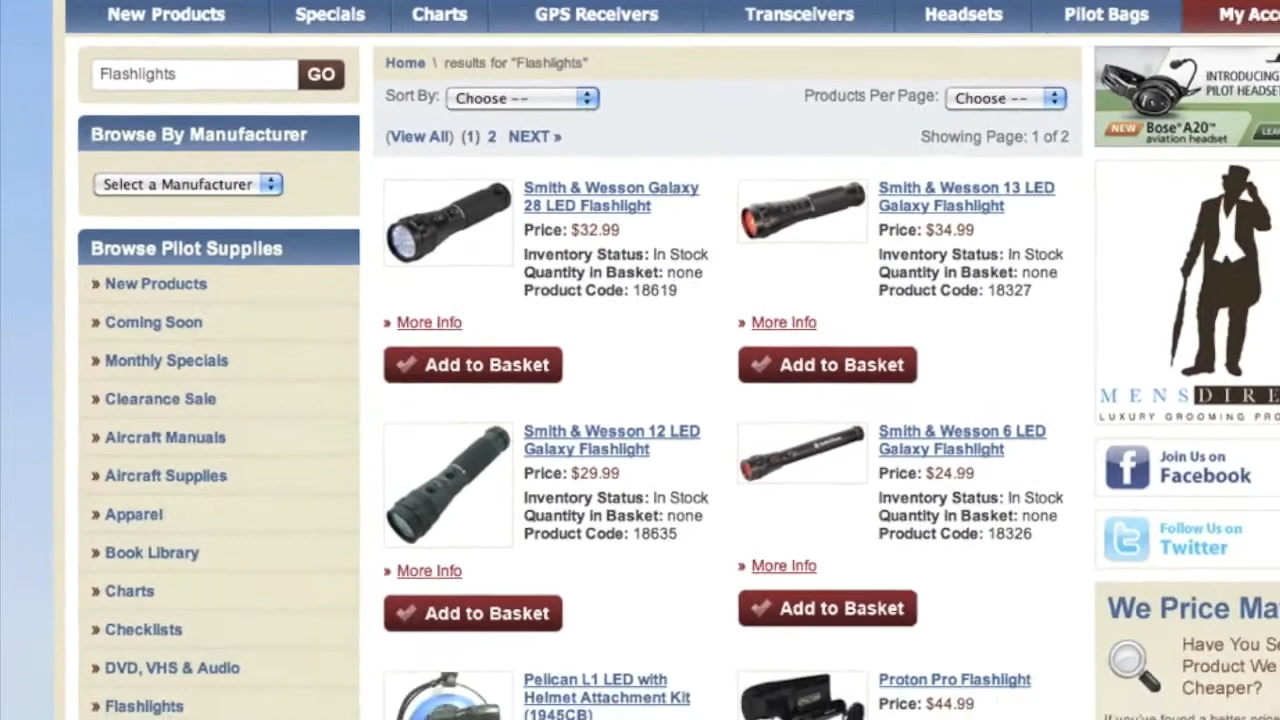 New Products Specials Charts GPS Receivers Transceivers Headsets Pilot Bags My
Flashlights GO
Browse By Manufacturer
Select a Manufacturer
Browse Pilot Supplies
» New Products
» Coming Soon
» Monthly Specials
» Clearance Sale
» Aircraft Manuals
» Aircraft Supplies
» Apparel
» Book Library
» Charts
» Checklists
» DVD, VHS & Audio
» Flashlights
Home \ results for "Flashlights"
Sort By: Choose -- Products Per Page: Choose --
(View All) (1) 2 NEXT » Showing Page: 1 of 2
Smith & Wesson Galaxy
28 LED Flashlight
Price: $32.99
Inventory Status: In Stock
Quantity in Basket: none
Product Code: 18619
» More Info
Add to Basket
Smith & Wesson 13 LED
Galaxy Flashlight
Price: $34.99
Inventory Status: In Stock
Quantity in Basket: none
Product Code: 18327
» More Info
Add to Basket
Smith & Wesson 12 LED
Galaxy Flashlight
Price: $29.99
Inventory Status: In Stock
Quantity in Basket: none
Product Code: 18635
» More Info
Add to Basket
Smith & Wesson 6 LED
Galaxy Flashlight
Price: $24.99
Inventory Status: In Stock
Quantity in Basket: none
Product Code: 18326
» More Info
Add to Basket
Pelican L1 LED with
Helmet Attachment Kit
(1945CB)
Proton Pro Flashlight
Price: $44.99
INTRODUCING
PILOT HEADSET
NEW Bose®A20™
aviation headset
MENSDIRE
LUXURY GROOMING PRO
f Join Us on
Facebook
t Follow Us on
Twitter
We Price Ma
Have You Se
Product We
Cheaper?
If you've found a better